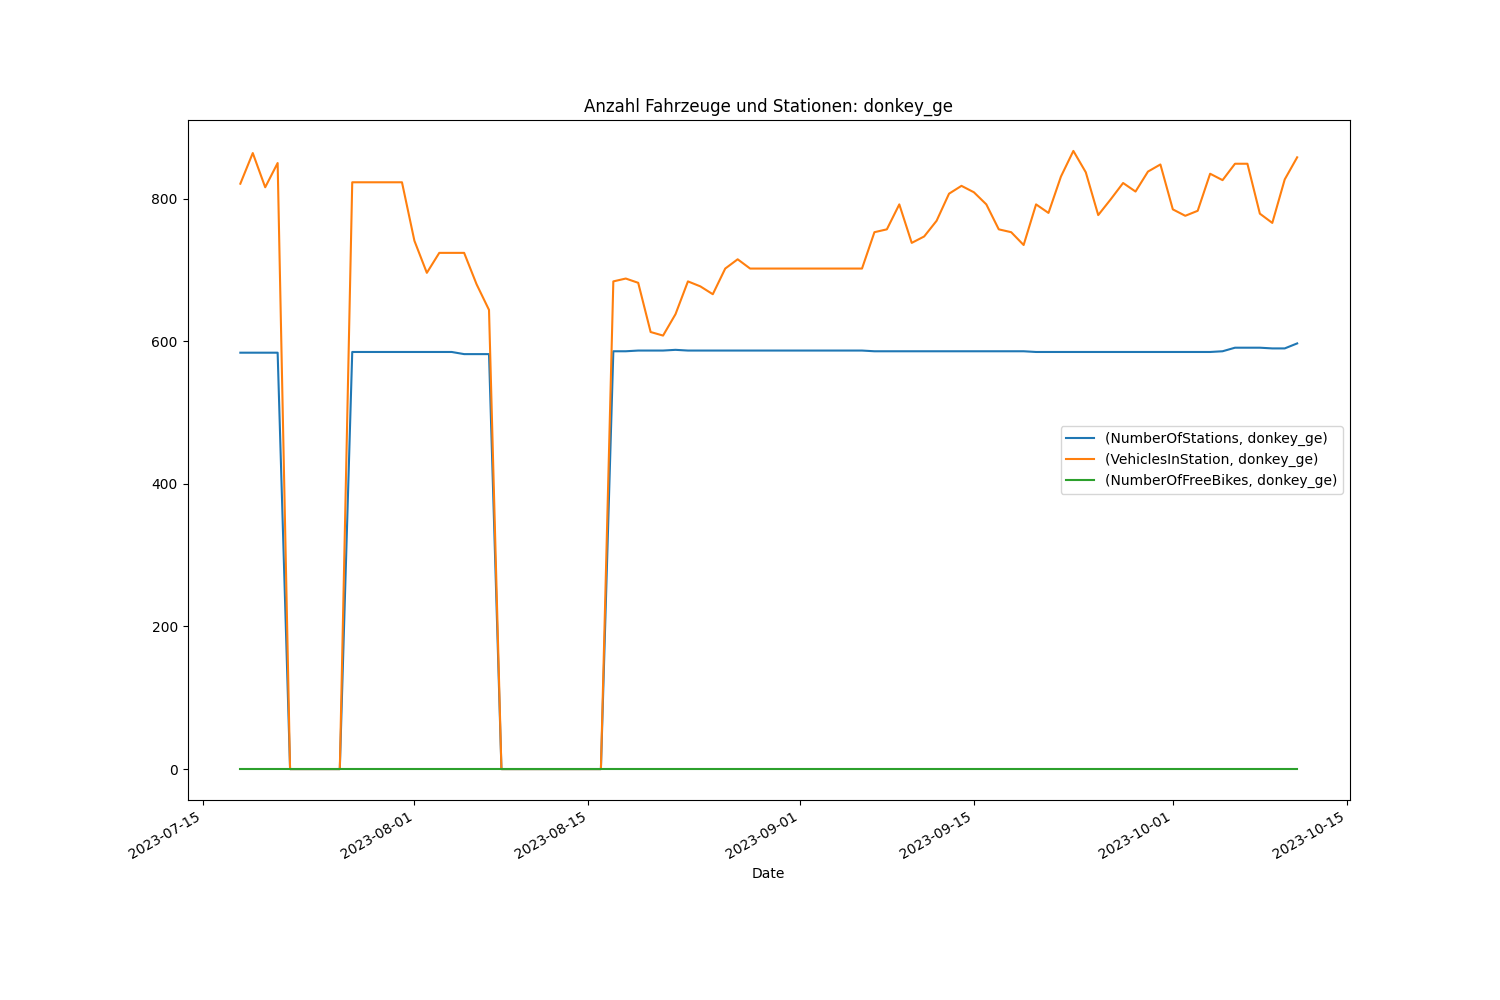 Anzahl Fahrzeuge und Stationen: donkey_ge
800
600
400
200
0
(NumberOfStations, donkey_ge)
(VehiclesInStation, donkey_ge)
(NumberOfFreeBikes, donkey_ge)
2023-07-15
2023-08-01
2023-08-15
2023-09-01
2023-09-15
2023-10-01
2023-10-15
Date